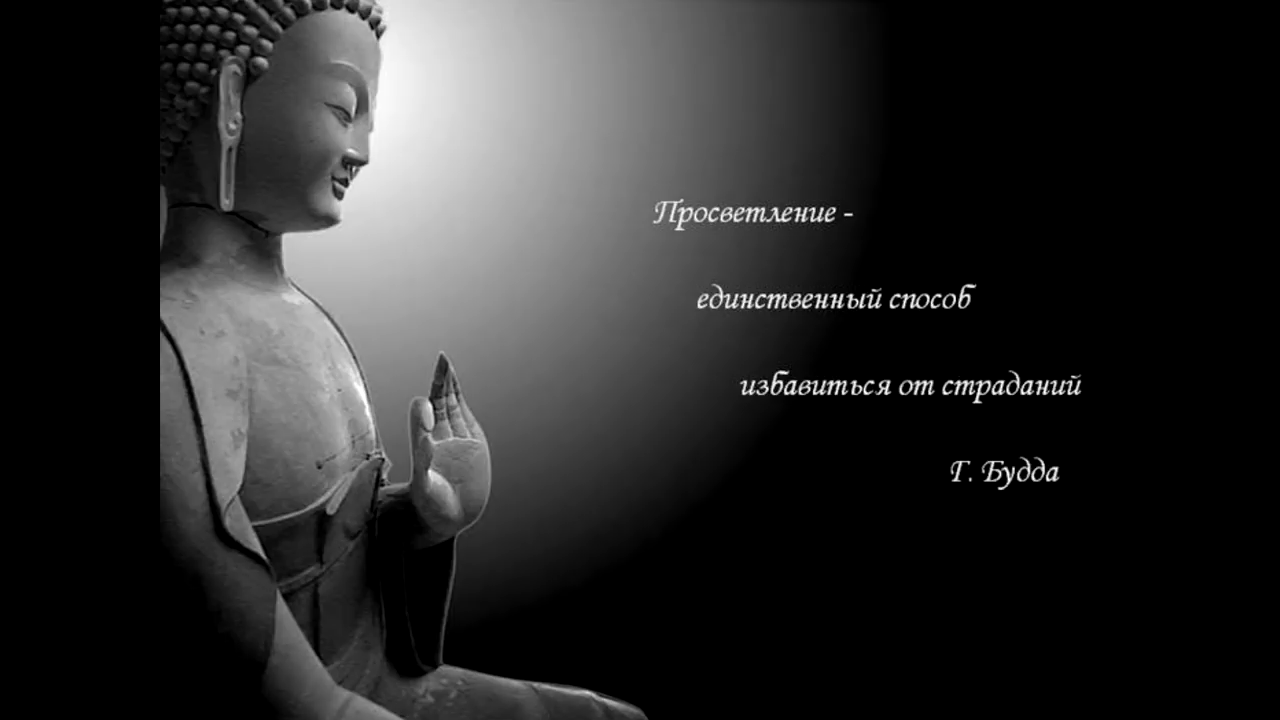 Просветление -
единственный способ
избавиться от страданий
Г. Будда